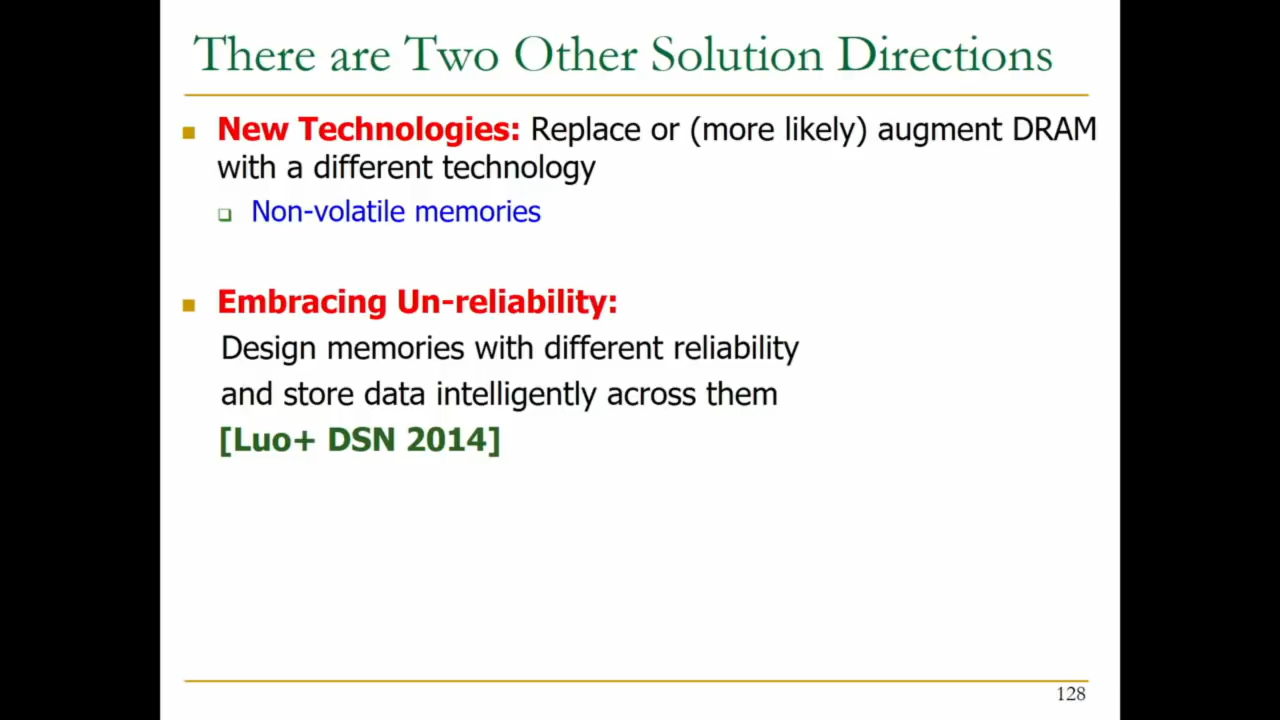 There are Two Other Solution Directions
New Technologies: Replace or (more likely) augment DRAM
with a different technology
Non-volatile memories
Embracing Un-reliability:
Design memories with different reliability
and store data intelligently across them
[Luo+ DSN 2014]
128